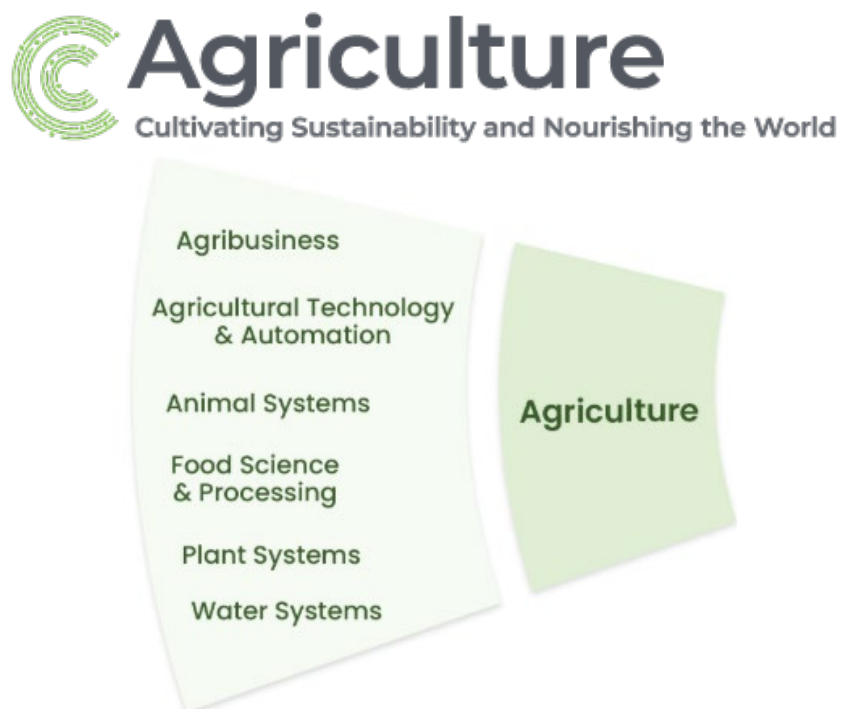 Agriculture
Cultivating Sustainability and Nourishing the World
Agribusiness
Agricultural Technology
& Automation
Animal Systems
Food Science
& Processing
Plant Systems
Water Systems
Agriculture